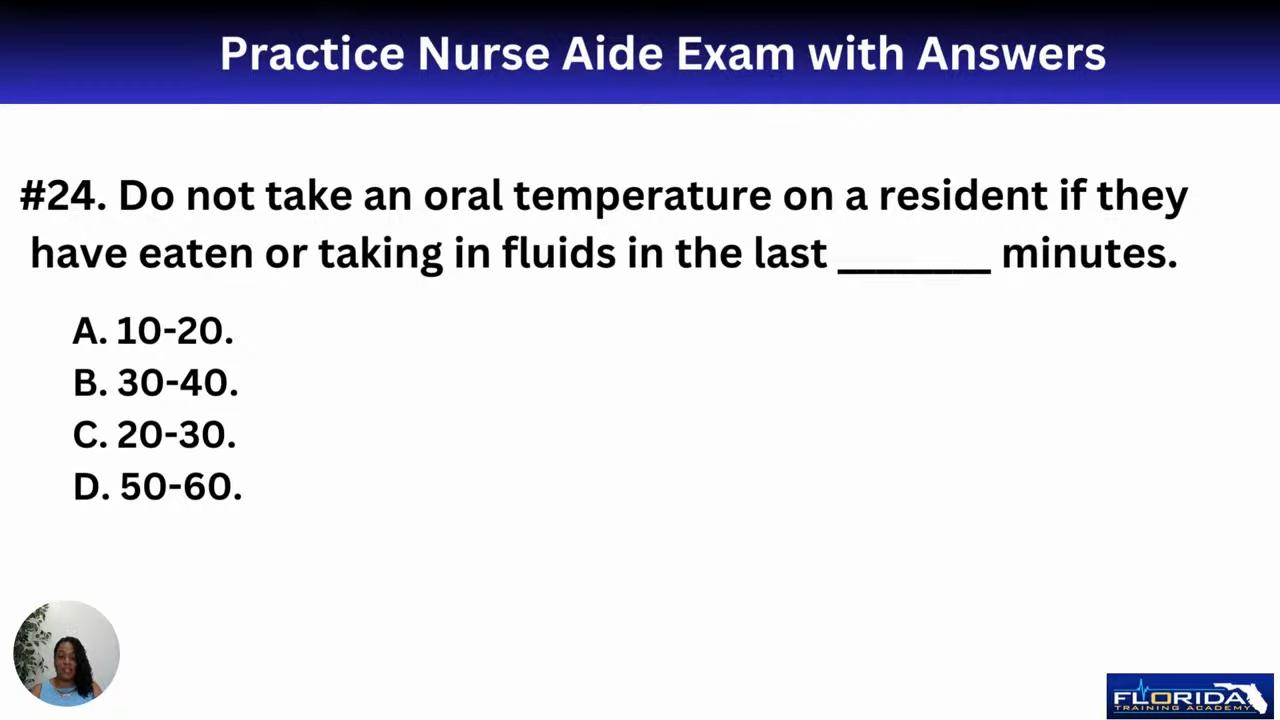 Practice Nurse Aide Exam with Answers
#24. Do not take an oral temperature on a resident if they
have eaten or taking in fluids in the last ________ minutes.
A. 10-20.
B. 30-40.
C. 20-30.
D. 50-60.
FLORIDA
TRAINING ACADEMY